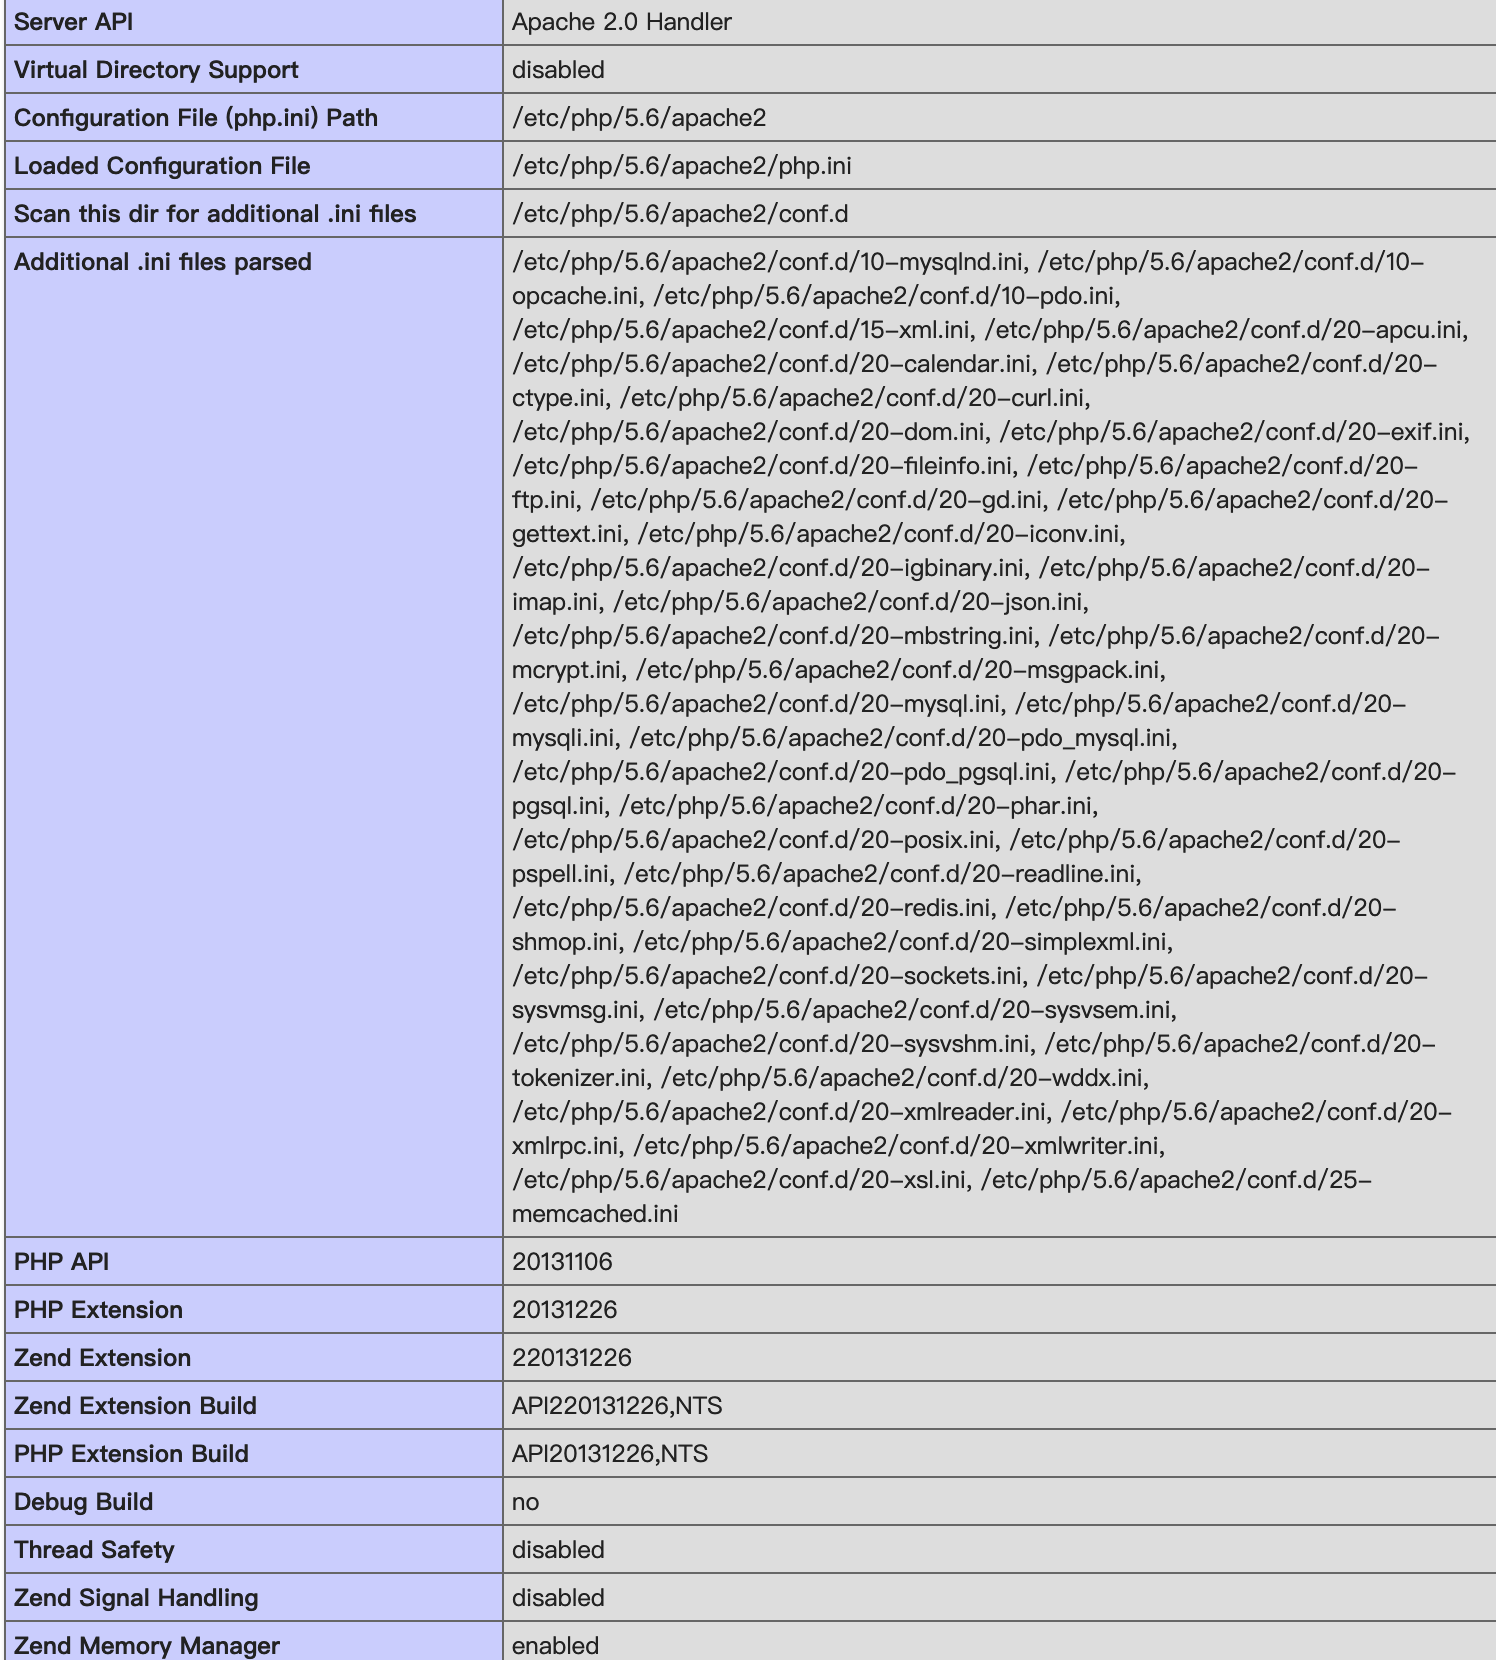 Server API Apache 2.0 Handler
Virtual Directory Support disabled
Configuration File (php.ini) Path /etc/php/5.6/apache2
Loaded Configuration File /etc/php/5.6/apache2/php.ini
Scan this dir for additional .ini files /etc/php/5.6/apache2/conf.d
Additional .ini files parsed /etc/php/5.6/apache2/conf.d/10-mysqlnd.ini, /etc/php/5.6/apache2/conf.d/10-
opcache.ini, /etc/php/5.6/apache2/conf.d/10-pdo.ini,
/etc/php/5.6/apache2/conf.d/15-xml.ini, /etc/php/5.6/apache2/conf.d/20-apcu.ini,
/etc/php/5.6/apache2/conf.d/20-calendar.ini, /etc/php/5.6/apache2/conf.d/20-
ctype.ini, /etc/php/5.6/apache2/conf.d/20-curl.ini,
/etc/php/5.6/apache2/conf.d/20-dom.ini, /etc/php/5.6/apache2/conf.d/20-exif.ini,
/etc/php/5.6/apache2/conf.d/20-fileinfo.ini, /etc/php/5.6/apache2/conf.d/20-
ftp.ini, /etc/php/5.6/apache2/conf.d/20-gd.ini, /etc/php/5.6/apache2/conf.d/20-
gettext.ini, /etc/php/5.6/apache2/conf.d/20-iconv.ini,
/etc/php/5.6/apache2/conf.d/20-igbinary.ini, /etc/php/5.6/apache2/conf.d/20-
imap.ini, /etc/php/5.6/apache2/conf.d/20-json.ini,
/etc/php/5.6/apache2/conf.d/20-mbstring.ini, /etc/php/5.6/apache2/conf.d/20-
mcrypt.ini, /etc/php/5.6/apache2/conf.d/20-msgpack.ini,
/etc/php/5.6/apache2/conf.d/20-mysql.ini, /etc/php/5.6/apache2/conf.d/20-
mysqli.ini, /etc/php/5.6/apache2/conf.d/20-pdo_mysql.ini,
/etc/php/5.6/apache2/conf.d/20-pdo_pgsql.ini, /etc/php/5.6/apache2/conf.d/20-
pgsql.ini, /etc/php/5.6/apache2/conf.d/20-phar.ini,
/etc/php/5.6/apache2/conf.d/20-posix.ini, /etc/php/5.6/apache2/conf.d/20-
pspell.ini, /etc/php/5.6/apache2/conf.d/20-readline.ini,
/etc/php/5.6/apache2/conf.d/20-redis.ini, /etc/php/5.6/apache2/conf.d/20-
shmop.ini, /etc/php/5.6/apache2/conf.d/20-simplexml.ini,
/etc/php/5.6/apache2/conf.d/20-sockets.ini, /etc/php/5.6/apache2/conf.d/20-
sysvmsg.ini, /etc/php/5.6/apache2/conf.d/20-sysvsem.ini,
/etc/php/5.6/apache2/conf.d/20-sysvshm.ini, /etc/php/5.6/apache2/conf.d/20-
tokenizer.ini, /etc/php/5.6/apache2/conf.d/20-wddx.ini,
/etc/php/5.6/apache2/conf.d/20-xmlreader.ini, /etc/php/5.6/apache2/conf.d/20-
xmlrpc.ini, /etc/php/5.6/apache2/conf.d/20-xmlwriter.ini,
/etc/php/5.6/apache2/conf.d/20-xsl.ini, /etc/php/5.6/apache2/conf.d/25-
memcached.ini
PHP API 20131106
PHP Extension 20131226
Zend Extension 220131226
Zend Extension Build API220131226,NTS
PHP Extension Build API20131226,NTS
Debug Build no
Thread Safety disabled
Zend Signal Handling disabled
Zend Memory Manager enabled